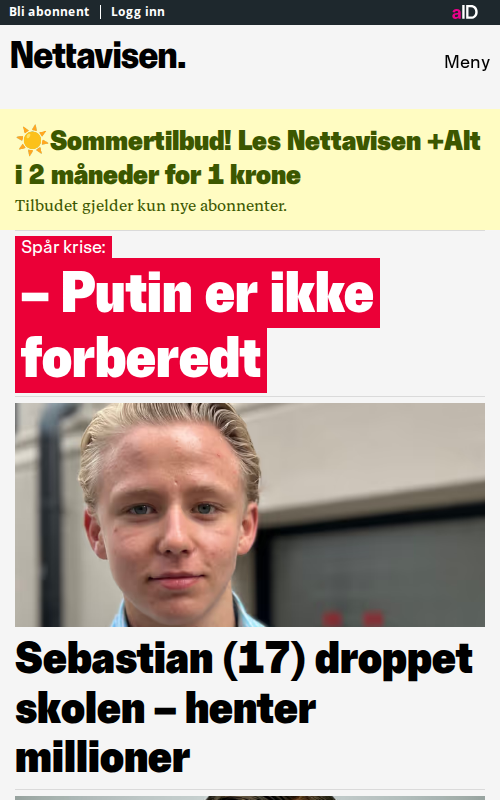 Bli abonnent | Logg inn
aID
Nettavisen.
Meny
☀️Sommertilbud! Les Nettavisen +Alt
i 2 måneder for 1 krone
Tilbudet gjelder kun nye abonnenter.
Spår krise:
– Putin er ikke
forberedt
Sebastian (17) droppet
skolen – henter
millioner